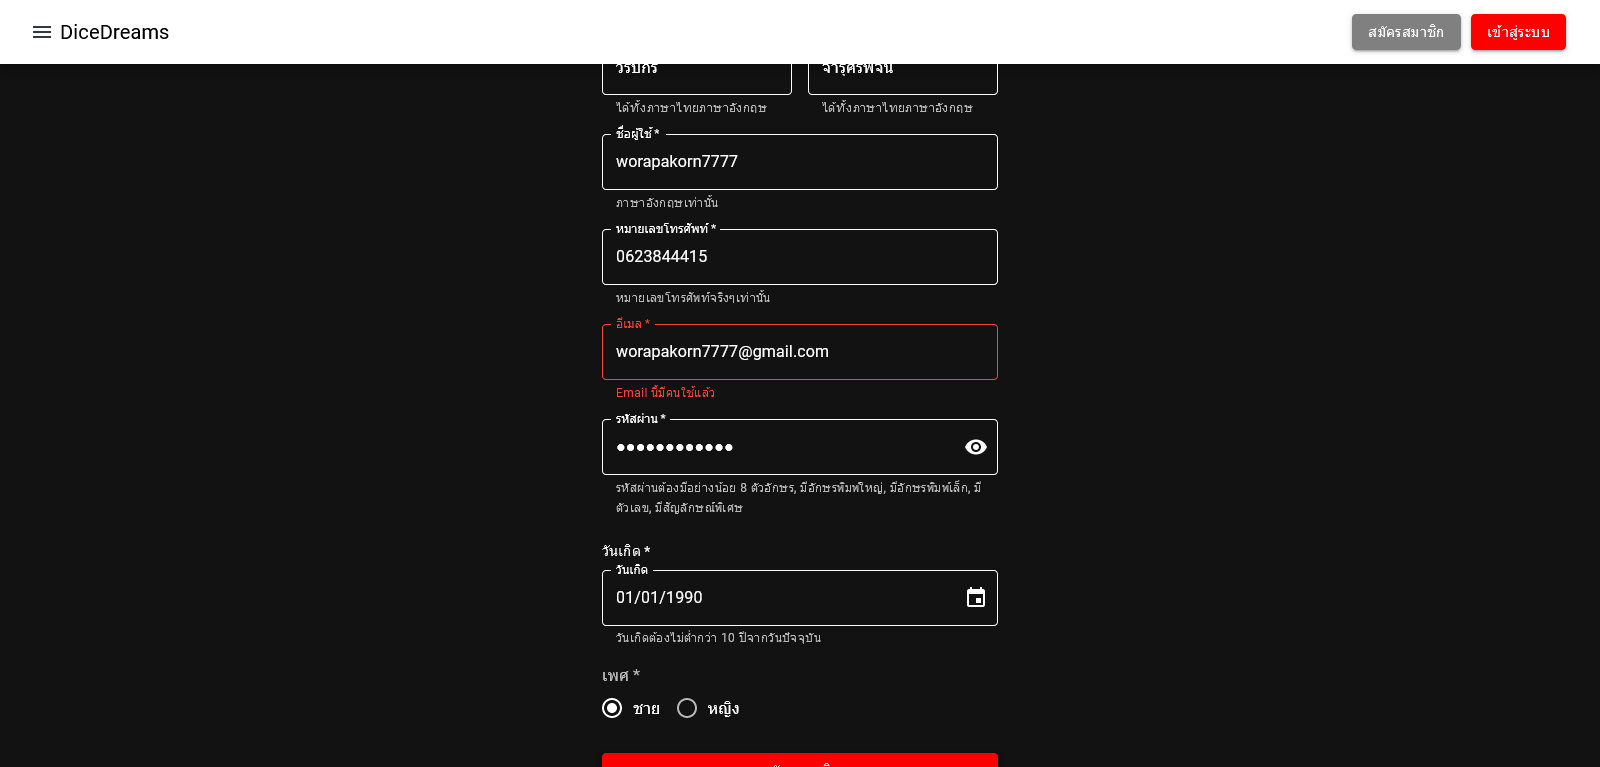 DiceDreams
สมัครสมาชิก
เข้าสู่ระบบ
ได้ทั้งภาษาไทยภาษาอังกฤษ
ได้ทั้งภาษาไทยภาษาอังกฤษ
ชื่อผู้ใช้ *
worapakorn7777
ภาษาอังกฤษเท่านั้น
หมายเลขโทรศัพท์ *
0623844415
หมายเลขโทรศัพท์จริงๆเท่านั้น
อีเมล *
worapakorn7777@gmail.com
Email นี้มีคนใช้แล้ว
รหัสผ่าน *
••••••••••••
รหัสผ่านต้องมีอย่างน้อย 8 ตัวอักษร, มีอักษรพิมพ์ใหญ่, มีอักษรพิมพ์เล็ก, มี
ตัวเลข, มีสัญลักษณ์พิเศษ
วันเกิด *
วันเกิด
01/01/1990
วันเกิดต้องไม่ต่ำกว่า 10 ปีจากวันปัจจุบัน
เพศ *
ชาย
หญิง